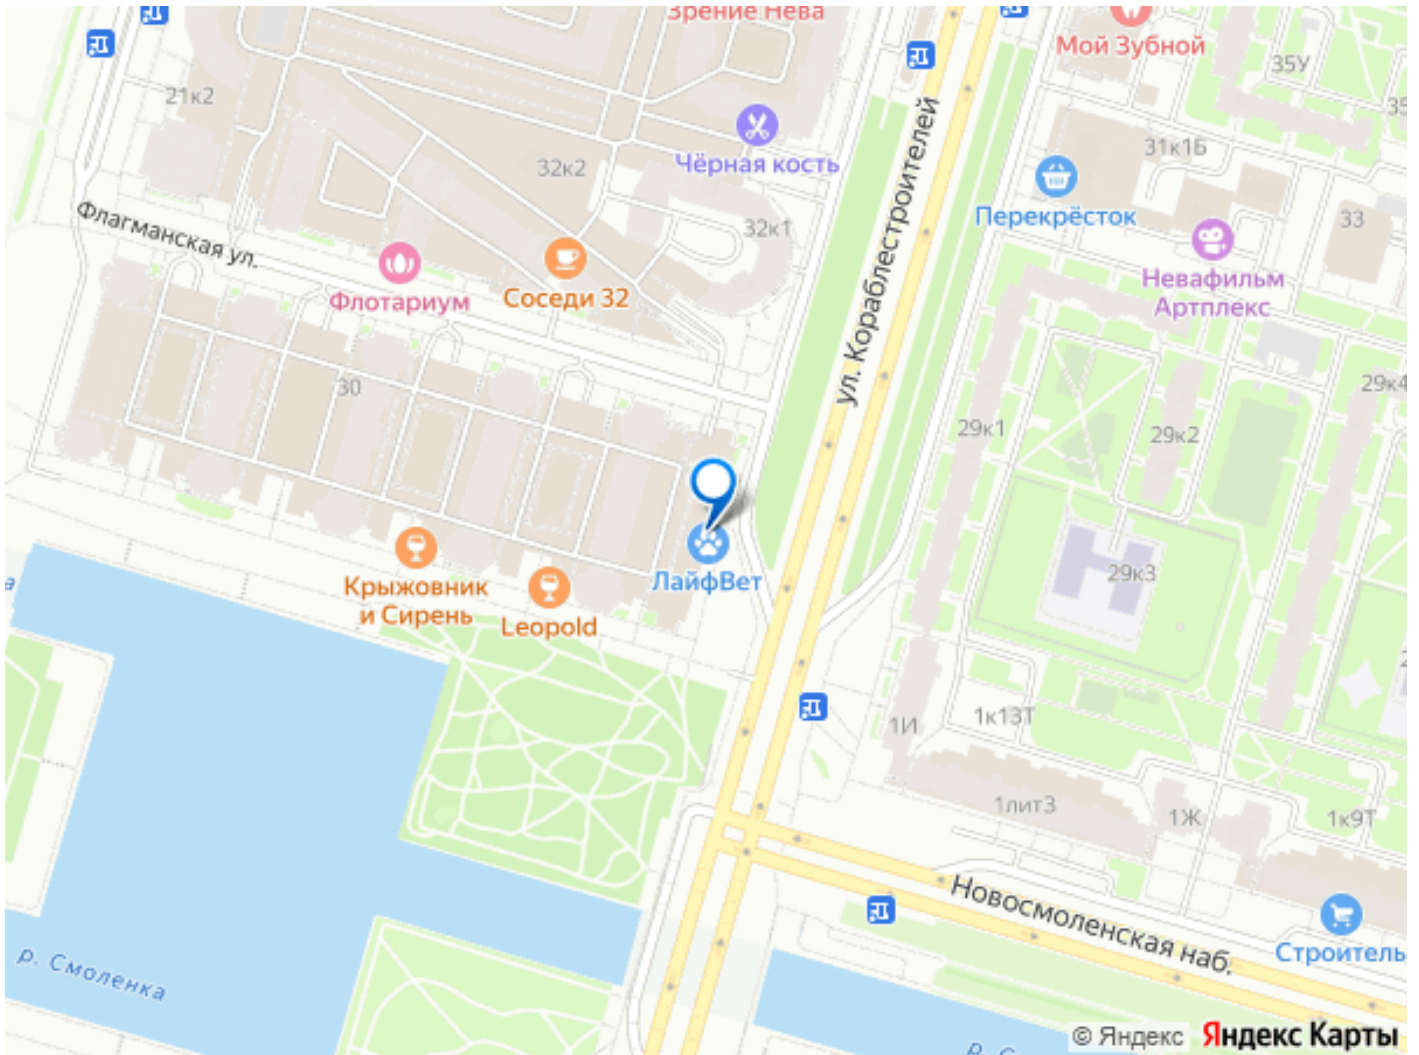 Зрение Нева
Мой Зубной
35У
21к2
Чёрная кость
32к2
31к1Б
Перекрёсток
33
32к1
ул. Кораблестроителей
Флагманская ул.
Флотариум
Соседи 32
Невафильм
Артплекс
30
29к1
29к2
29к4
29к3
ЛайфВет
Крыжовник
и Сирень
Leopold
1И
1к13Т
1литЗ
1Ж
1к9Т
Новосмоленская наб.
Строитель
р. Смоленка
© Яндекс Яндекс Карты